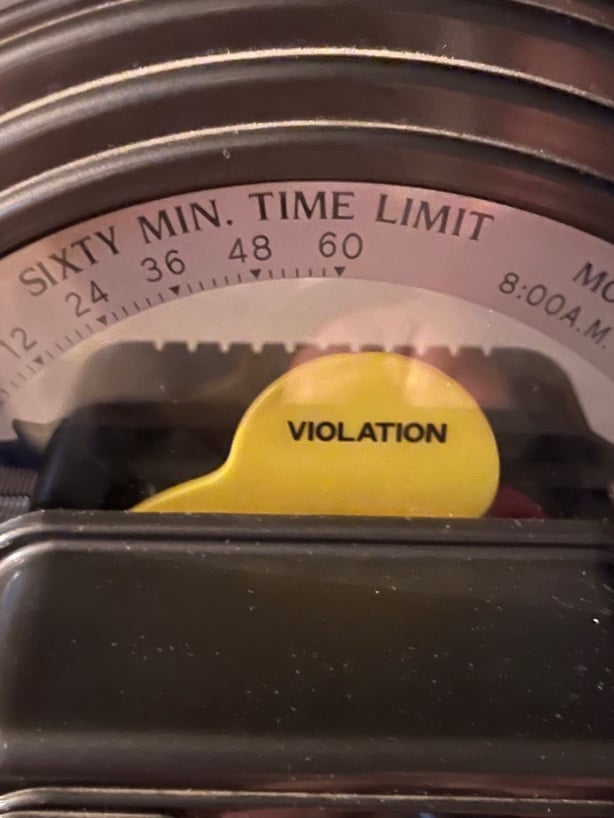 SIXTY MIN. TIME LIMIT
12 24 36 48 60
8:00A.M.
VIOLATION